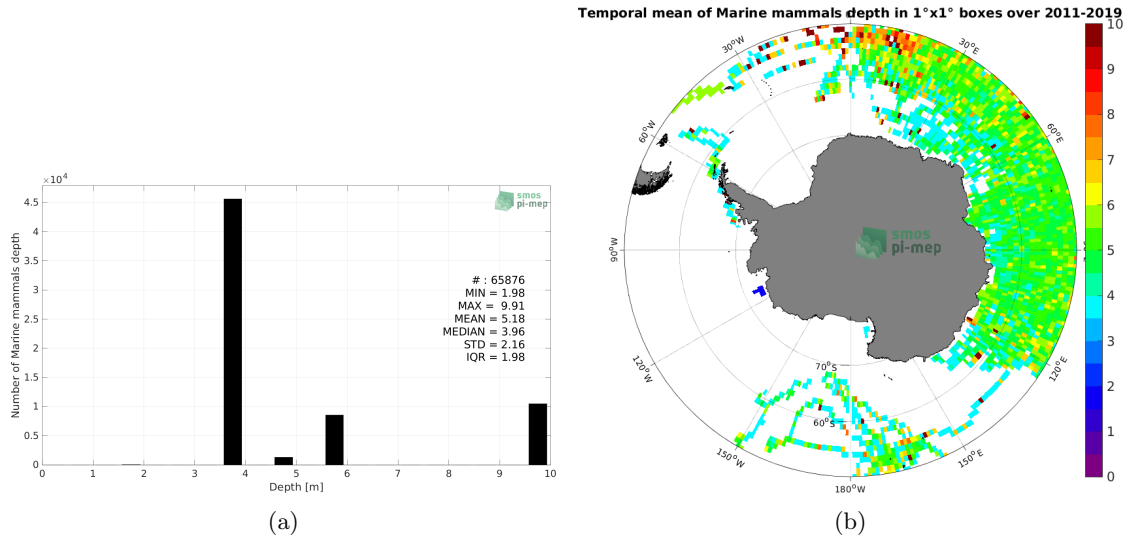 ×10⁴
4.5
4
3.5
3
2.5
2
1.5
1
0.5
0
0 1 2 3 4 5 6 7 8 9 10
Number of Marine mammals depth
Depth [m]
smos
pi-mep
# : 65876
MIN = 1.98
MAX = 9.91
MEAN = 5.18
MEDIAN = 3.96
STD = 2.16
IQR = 1.98
(a)
Temporal mean of Marine mammals depth in 1°x1° boxes over 2011-2019
30°W
30°E
60°W
60°E
90°W
120°W
120°E
150°W
150°E
180°W
70°S
60°S
smos
pi-mep
10
9
8
7
6
5
4
3
2
1
0
(b)